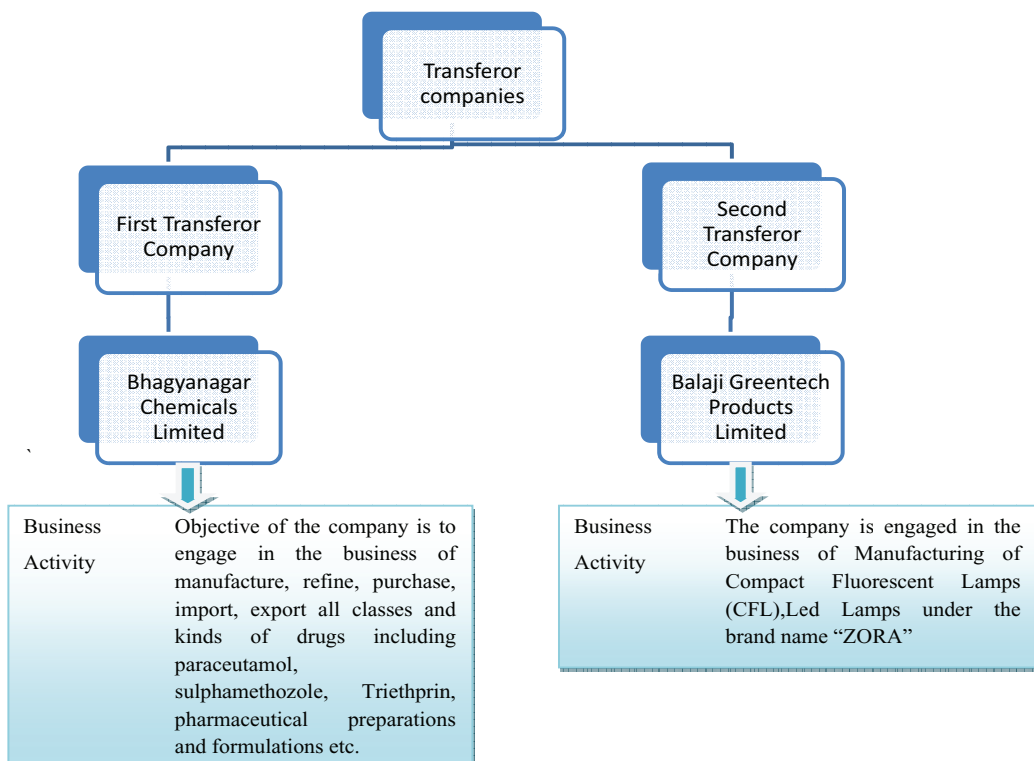 Transferor
companies
First Transferor
Company
Second
Transferor
Company
Bhagyanagar
Chemicals
Limited
Balaji Greentech
Products
Limited
`
Business
Activity
Objective of the company is to
engage in the business of
manufacture, refine, purchase,
import, export all classes and
kinds of drugs including
paraceutamol,
sulphamethozole, Triethprin,
pharmaceutical preparations
and formulations etc.
Business
Activity
The company is engaged in the
business of Manufacturing of
Compact Fluorescent Lamps
(CFL),Led Lamps under the
brand name “ZORA”